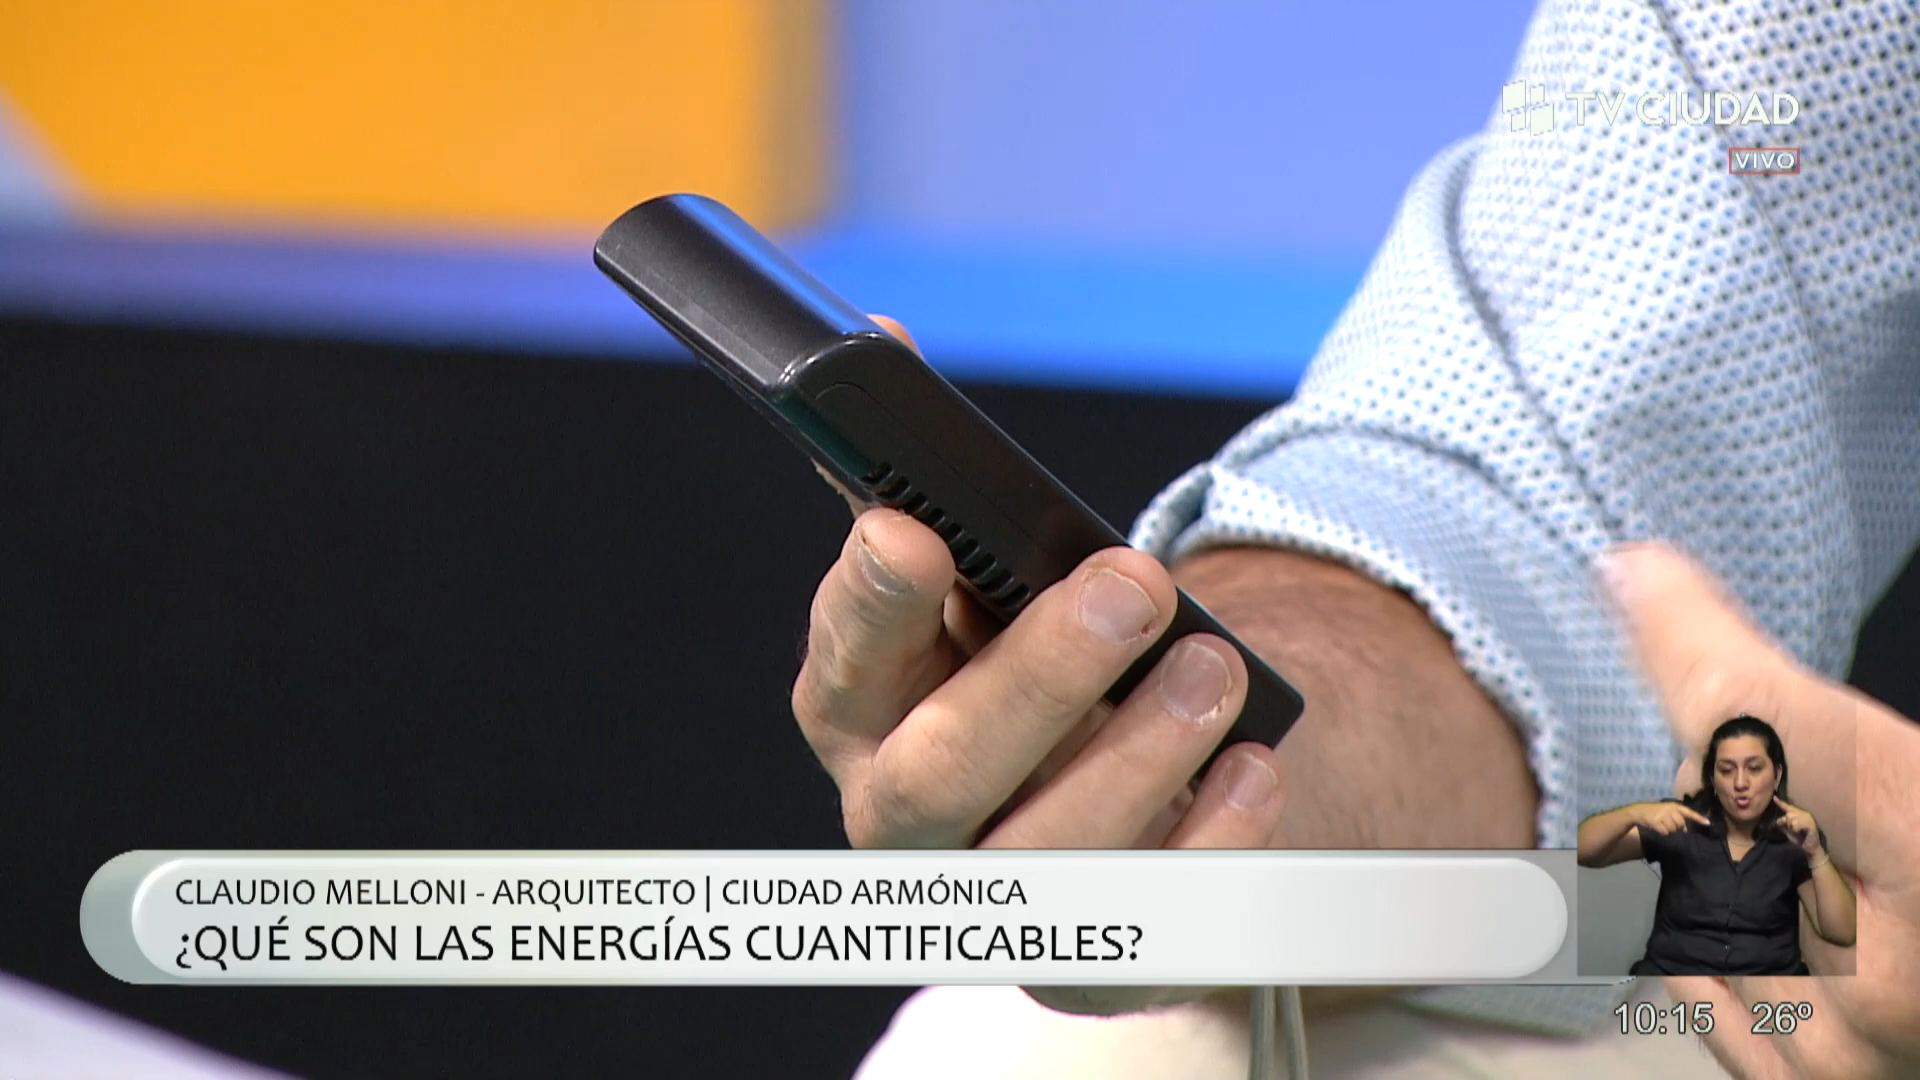 TV CIUDAD
VIVO
CLAUDIO MELLONI - ARQUITECTO | CIUDAD ARMÓNICA
¿QUÉ SON LAS ENERGÍAS CUANTIFICABLES?
10:15 26º